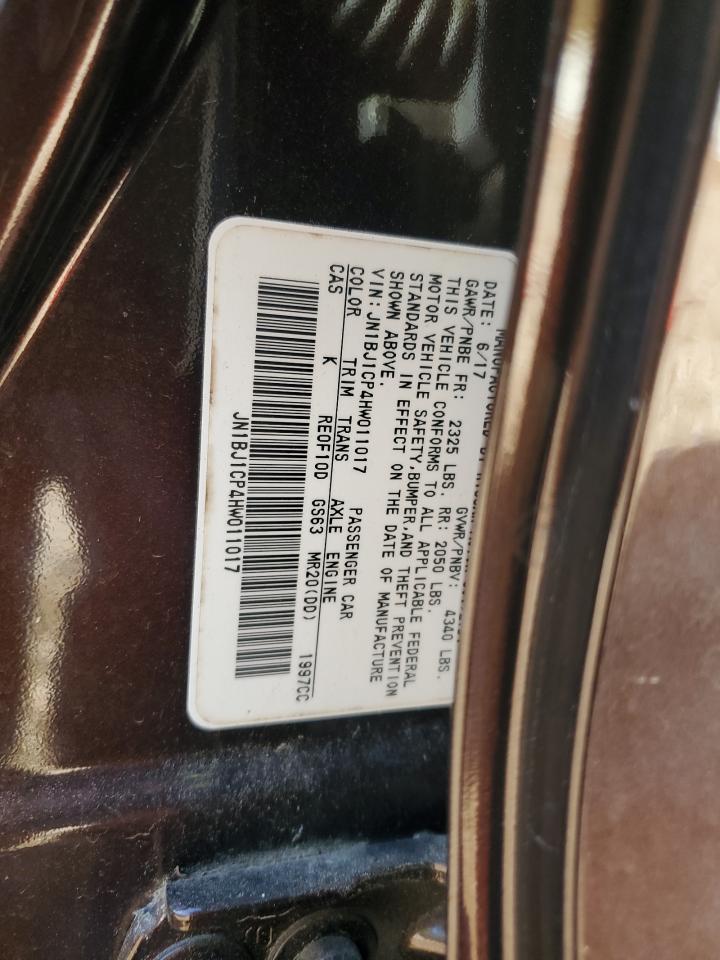 MANUFACTURED BY
DATE: 6/17 GVWR/PNBV: 4340 LBS.
GAWR/PNBE FR: 2325 LBS. RR: 2050 LBS.
THIS VEHICLE CONFORMS TO ALL APPLICABLE FEDERAL
MOTOR VEHICLE SAFETY,BUMPER,AND THEFT PREVENTION
STANDARDS IN EFFECT ON THE DATE OF MANUFACTURE
SHOWN ABOVE.
VIN:JN1BJ1CP4HW011017 PASSENGER CAR
COLOR TRIM TRANS AXLE ENGINE
CAS K RE0F10D GS63 MR20(DD) 1997CC
JN1BJ1CP4HW011017